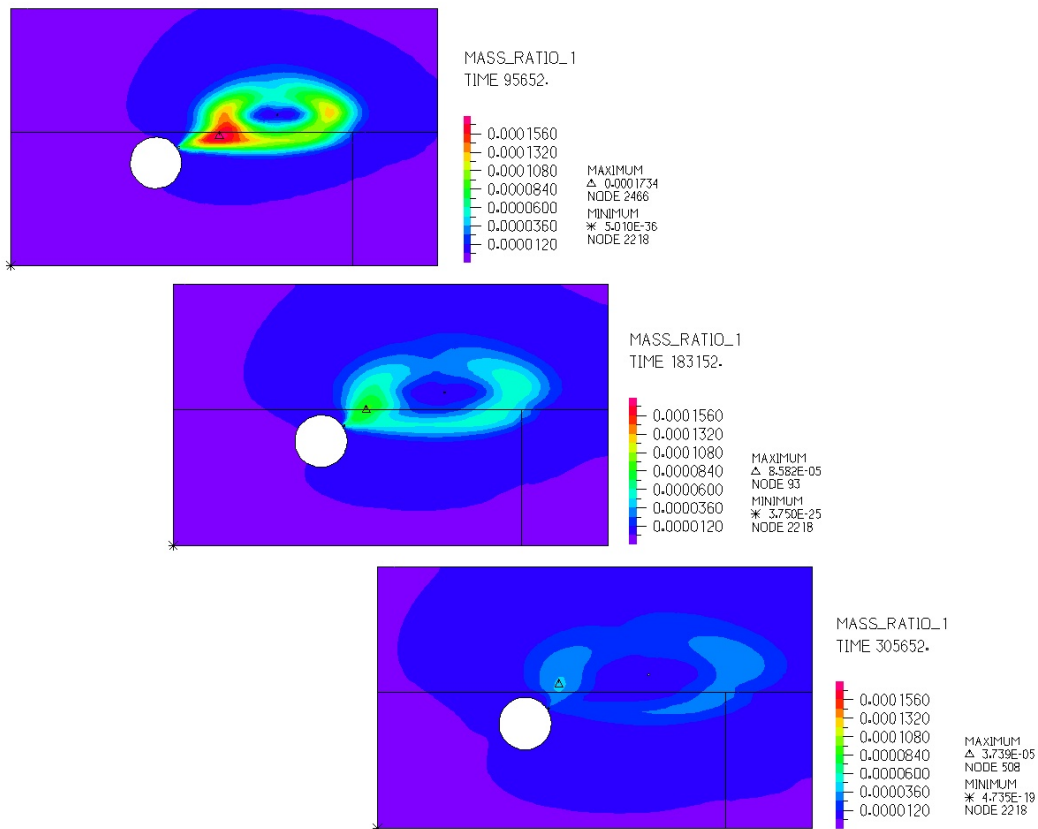 MASS_RATIO_1
TIME 95652.
0.0001560
0.0001320
0.0001080
0.0000840
0.0000600
0.0000360
0.0000120
MAXIMUM
△ 0.0001734
NODE 2466
MINIMUM
✳ 5.010E-36
NODE 2218
MASS_RATIO_1
TIME 183152.
0.0001560
0.0001320
0.0001080
0.0000840
0.0000600
0.0000360
0.0000120
MAXIMUM
△ 8.582E-05
NODE 93
MINIMUM
✳ 3.750E-25
NODE 2218
MASS_RATIO_1
TIME 305652.
0.0001560
0.0001320
0.0001080
0.0000840
0.0000600
0.0000360
0.0000120
MAXIMUM
△ 3.739E-05
NODE 508
MINIMUM
✳ 4.735E-19
NODE 2218